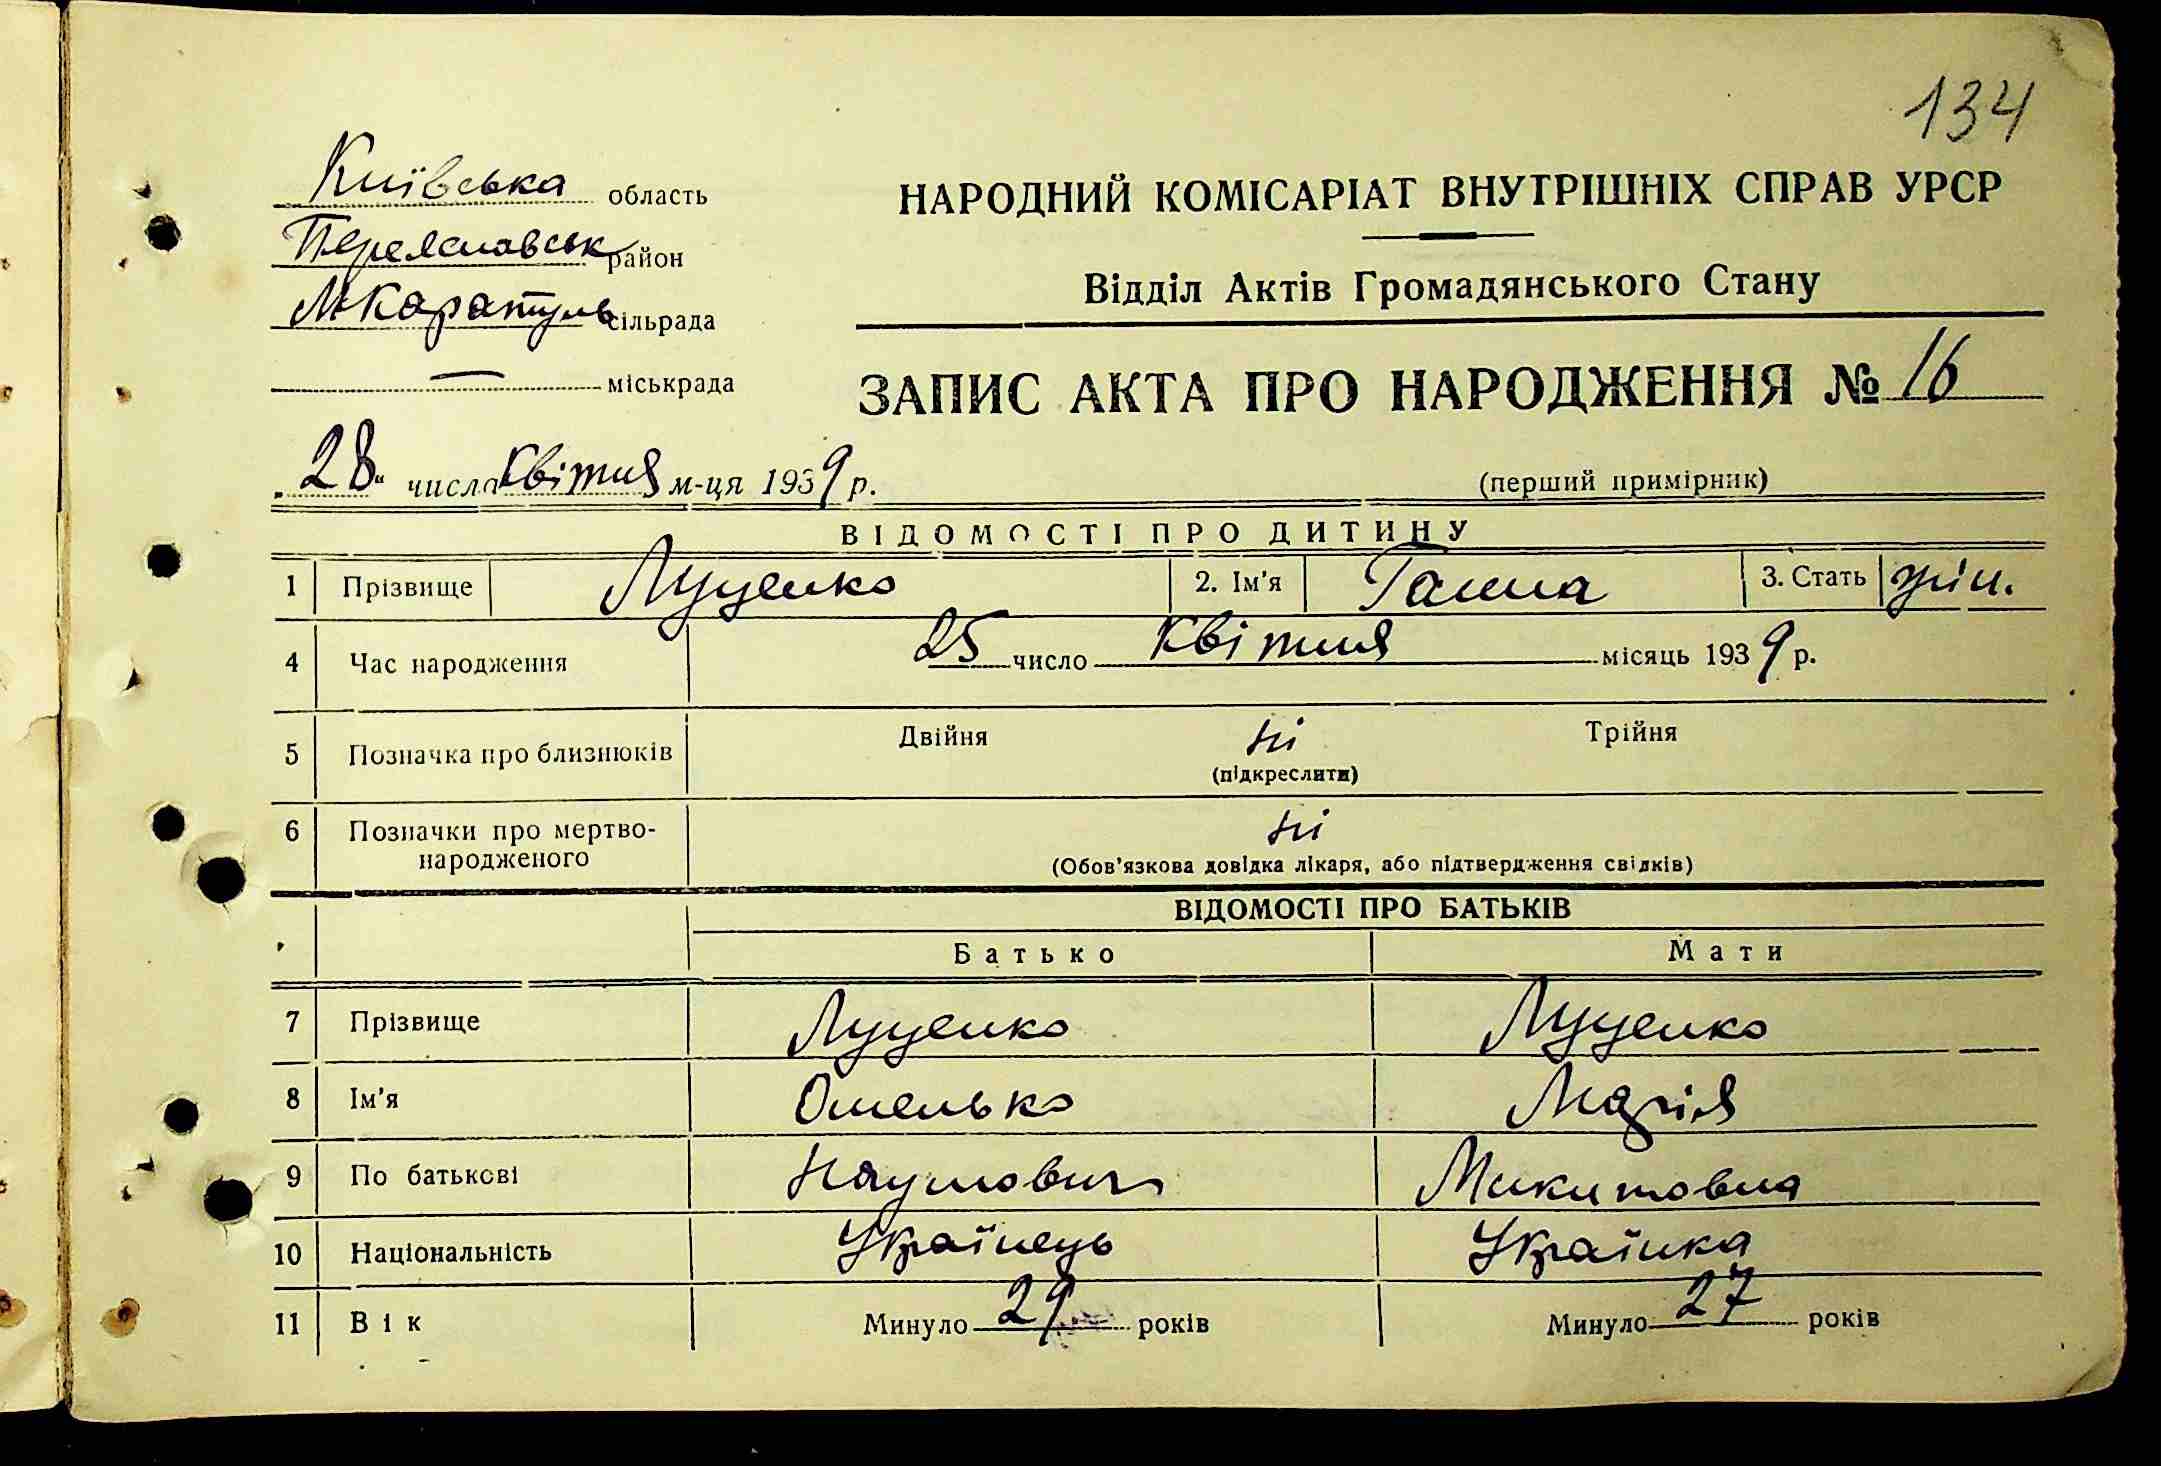 134
Київська область
Переяславськ район
М Каратуль сільрада
— міськрада
НАРОДНИЙ КОМІСАРІАТ ВНУТРІШНІХ СПРАВ УРСР
Відділ Актів Громадянського Стану
ЗАПИС АКТА ПРО НАРОДЖЕННЯ № 16
„28“ числа квітня м-ця 1939 р.
(перший примірник)
ВІДОМОСТІ ПРО ДИТИНУ
1 Прізвище Луценко 2. Ім'я Галина 3. Стать жін.
4 Час народження 25 число квітня місяць 1939 р.
5 Позначка про близнюків Двійня ні Трійня
(підкреслити)
6 Позначки про мертво- ні
народженого (Обов'язкова довідка лікаря, або підтвердження свідків)
ВІДОМОСТІ ПРО БАТЬКІВ
Батько Мати
7 Прізвище Луценко Луценко
8 Ім'я Омелько Марія
9 По батькові Наумович Микитовна
10 Національність Українець Українка
11 Вік Минуло 29 років Минуло 27 років